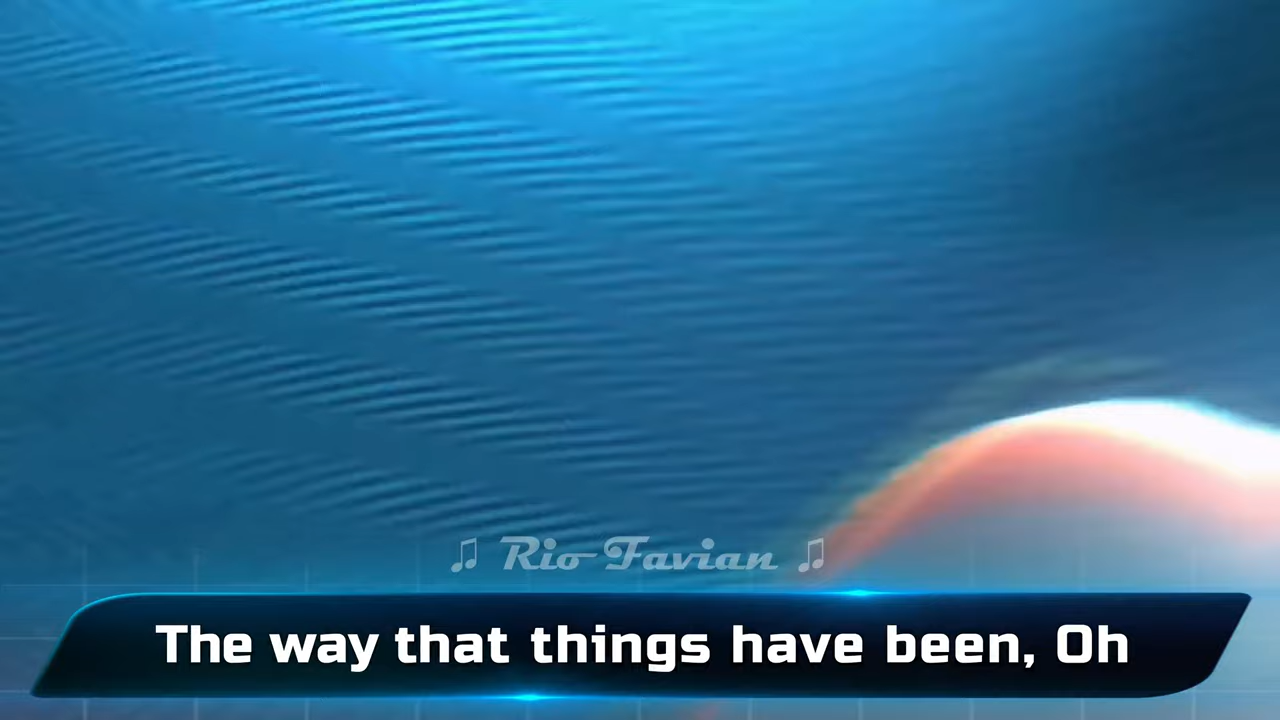 ♫ Rio Favian ♫
The way that things have been, Oh